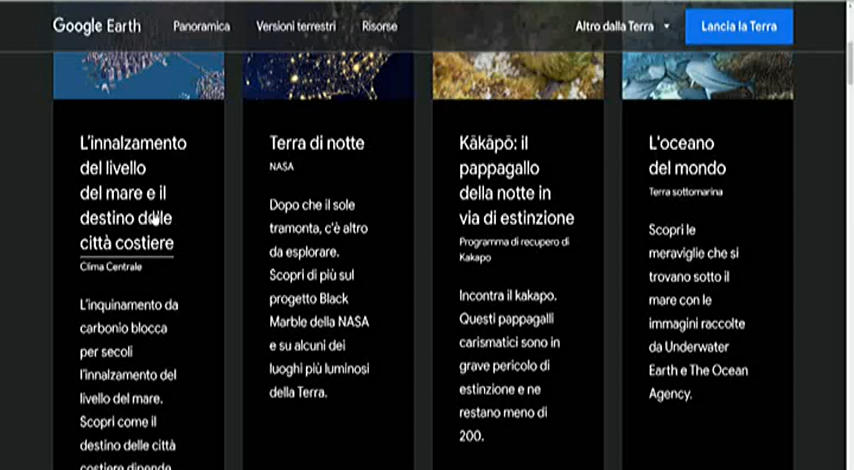 Google Earth
Panoramica
Versioni terrestri
Risorse
Altro dalla Terra
Lancia la Terra
L'innalzamento
del livello
del mare e il
destino delle
città costiere
Clima Centrale
L'inquinamento da
carbonio blocca
per secoli
l'innalzamento del
livello del mare.
Scopri come il
destino delle città
costiere dipende
Terra di notte
NASA
Dopo che il sole
tramonta, c'è altro
da esplorare.
Scopri di più sul
progetto Black
Marble della NASA
e su alcuni dei
luoghi più luminosi
della Terra.
Kākāpō: il
pappagallo
della notte in
via di estinzione
Programma di recupero di
Kakapo
Incontra il kakapo.
Questi pappagalli
carismatici sono in
grave pericolo di
estinzione e ne
restano meno di
200.
L'oceano
del mondo
Terra sottomarina
Scopri le
meraviglie che si
trovano sotto il
mare con le
immagini raccolte
da Underwater
Earth e The Ocean
Agency.